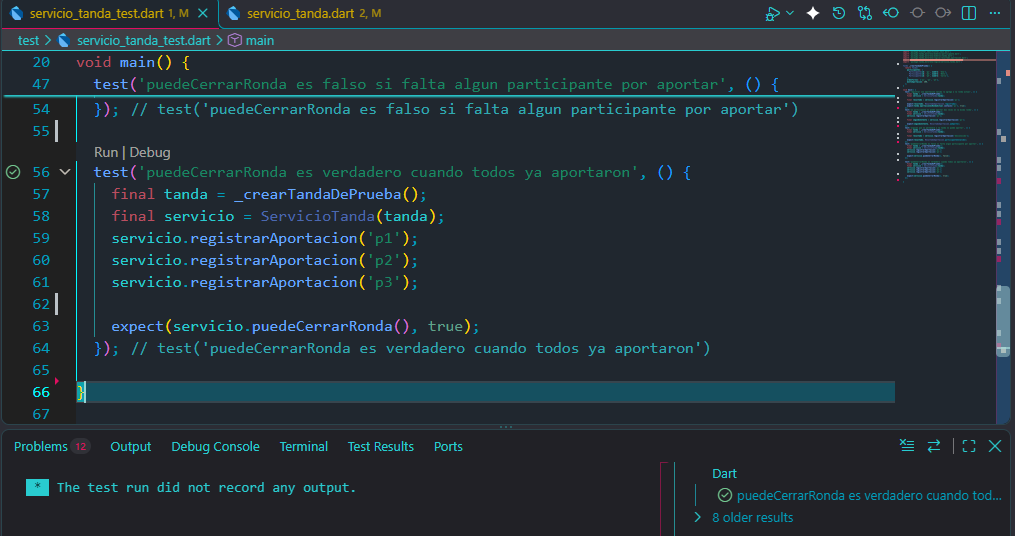 servicio_tanda_test.dart 1, M
servicio_tanda.dart 2, M
test > servicio_tanda_test.dart > main
20 void main() {
47 test('puedeCerrarRonda es falso si falta algun participante por aportar', () {
54 }); // test('puedeCerrarRonda es falso si falta algun participante por aportar')
55
Run | Debug
56 test('puedeCerrarRonda es verdadero cuando todos ya aportaron', () {
57 final tanda = _crearTandaDePrueba();
58 final servicio = ServicioTanda(tanda);
59 servicio.registrarAportacion('p1');
60 servicio.registrarAportacion('p2');
61 servicio.registrarAportacion('p3');
62
63 expect(servicio.puedeCerrarRonda(), true);
64 }); // test('puedeCerrarRonda es verdadero cuando todos ya aportaron')
65
66 }
67
Problems 12 Output Debug Console Terminal Test Results Ports
* The test run did not record any output.
Dart
puedeCerrarRonda es verdadero cuando tod...
8 older results